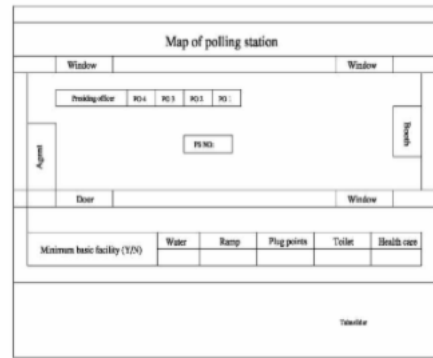 Map of polling station
Window Window
Presiding officer PO 4 PO 3 PO 2 PO 1
Booth
Agent
PS NO:
Door Window
Minimum basic facility (Y/N) Water Ramp Plug points Toilet Health care
Tahsildar